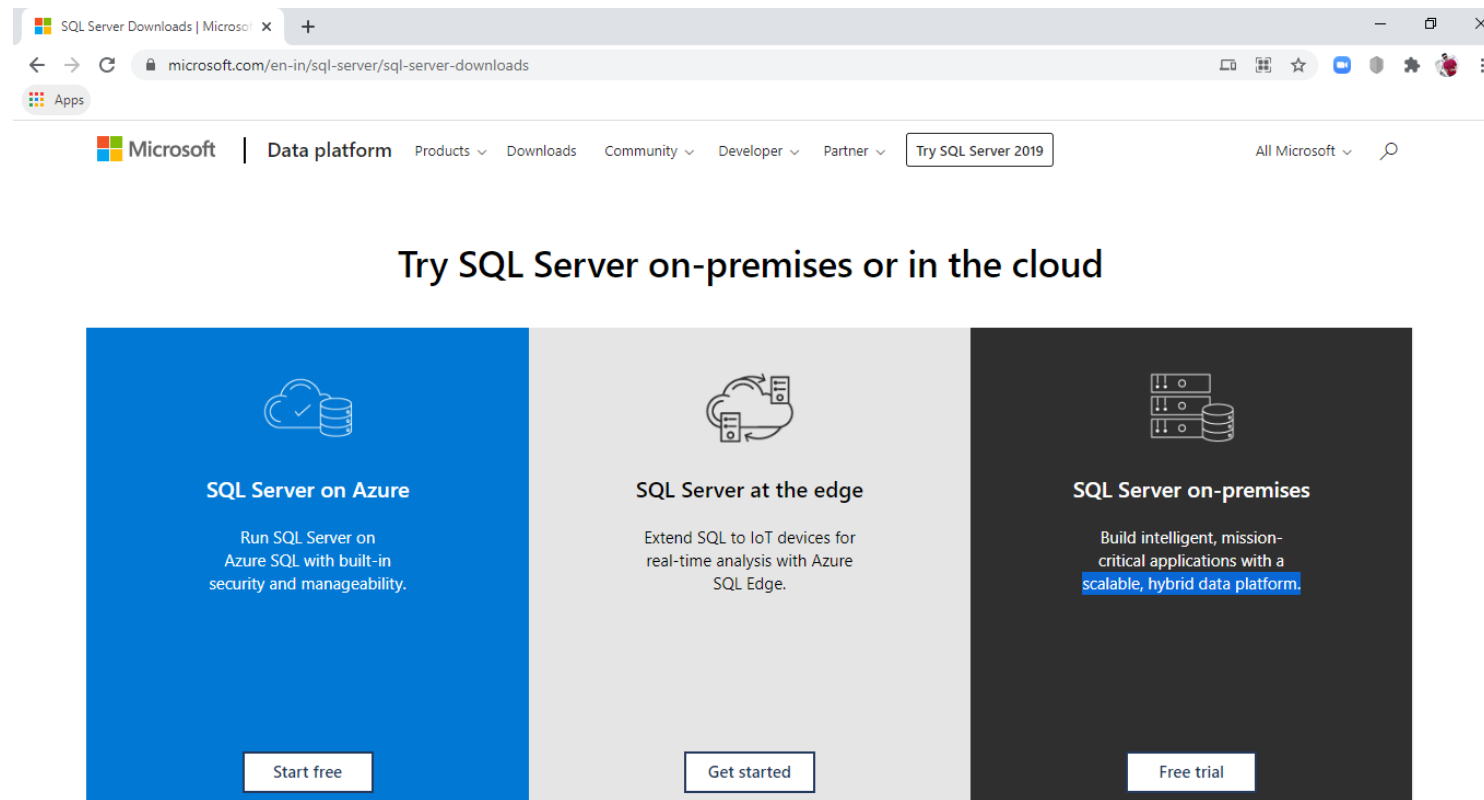 SQL Server Downloads | Microsof
microsoft.com/en-in/sql-server/sql-server-downloads
Apps
Microsoft | Data platform Products Downloads Community Developer Partner Try SQL Server 2019 All Microsoft
Try SQL Server on-premises or in the cloud
SQL Server on Azure
Run SQL Server on
Azure SQL with built-in
security and manageability.
Start free
SQL Server at the edge
Extend SQL to IoT devices for
real-time analysis with Azure
SQL Edge.
Get started
SQL Server on-premises
Build intelligent, mission-
critical applications with a
scalable, hybrid data platform.
Free trial